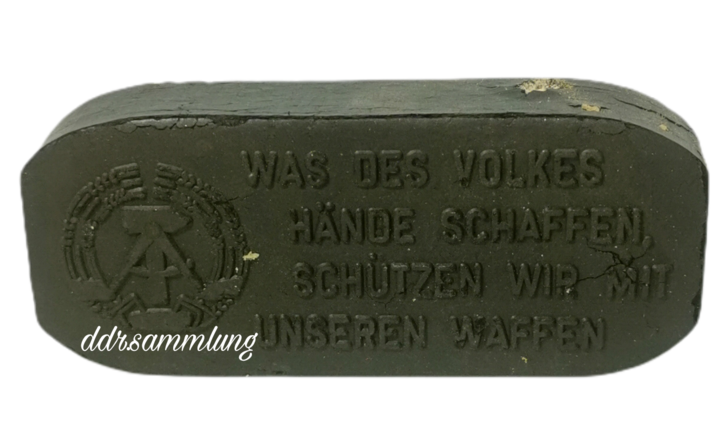 WAS DES VOLKES
HÄNDE SCHAFFEN,
SCHÜTZEN WIR MIT
UNSEREN WAFFEN
ddrsammlung